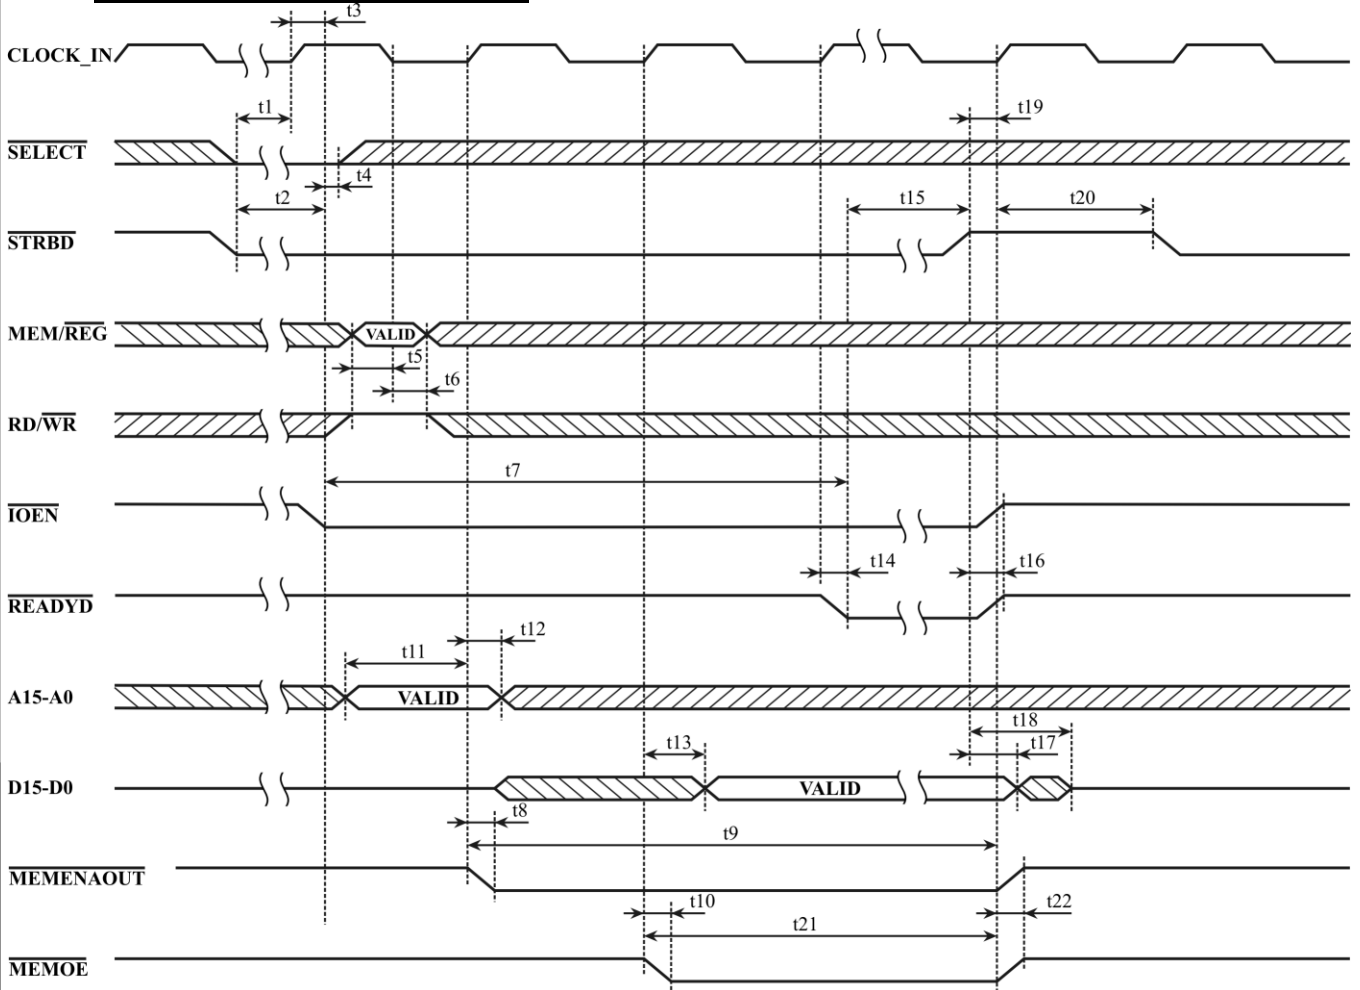 t3
CLOCK_IN
t1
t19
SELECT
t4
t2
t15
t20
STRBD
MEM/REG
VALID
t5
t6
RD/WR
t7
IOEN
t14
t16
READYD
t12
t11
A15-A0
VALID
t18
t13
t17
D15-D0
VALID
t8
t9
MEMENAOUT
t10
t22
t21
MEMOE